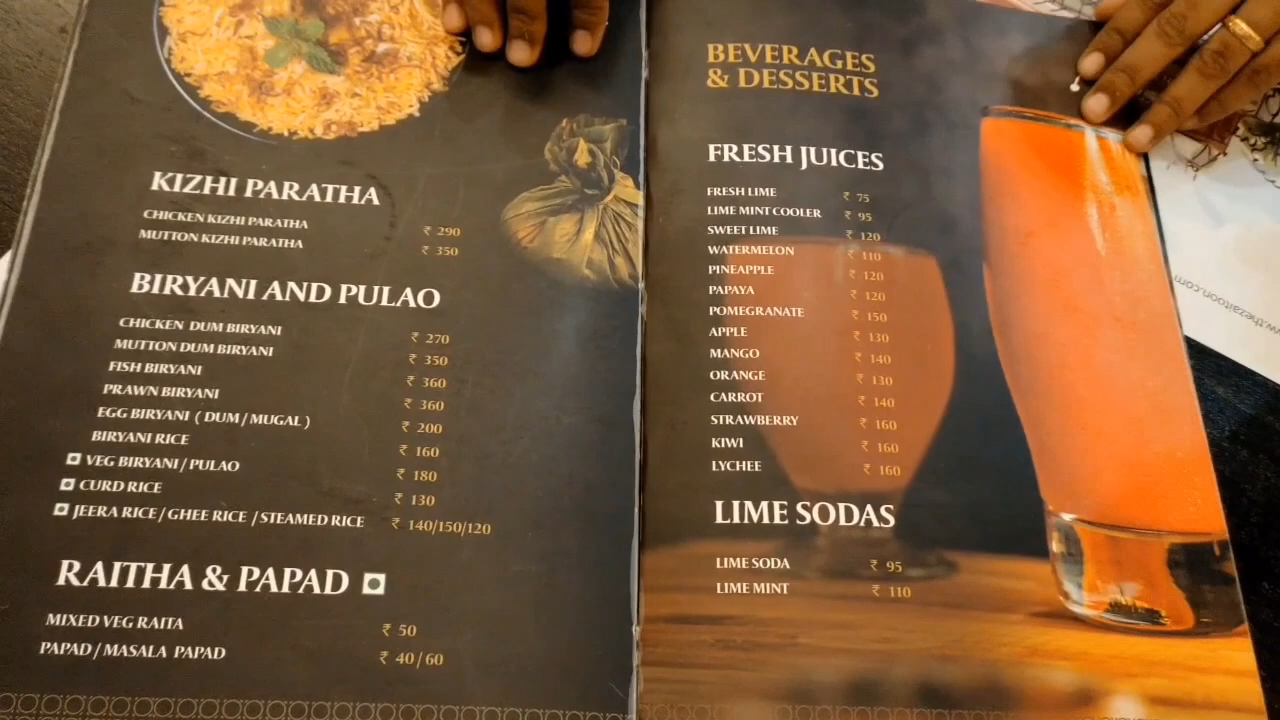 KIZHI PARATHA
CHICKEN KIZHI PARATHA ₹ 290
MUTTON KIZHI PARATHA ₹ 350
BIRYANI AND PULAO
CHICKEN DUM BIRYANI ₹ 270
MUTTON DUM BIRYANI ₹ 350
FISH BIRYANI ₹ 360
PRAWN BIRYANI ₹ 360
EGG BIRYANI ( DUM / MUGAL ) ₹ 200
BIRYANI RICE ₹ 160
VEG BIRYANI / PULAO ₹ 180
CURD RICE ₹ 130
JEERA RICE / GHEE RICE / STEAMED RICE ₹ 140/150/120
RAITHA & PAPAD
MIXED VEG RAITA ₹ 50
PAPAD / MASALA PAPAD ₹ 40/60
BEVERAGES
& DESSERTS
FRESH JUICES
FRESH LIME ₹ 75
LIME MINT COOLER ₹ 95
SWEET LIME ₹ 120
WATERMELON ₹ 110
PINEAPPLE ₹ 120
PAPAYA ₹ 120
POMEGRANATE ₹ 150
APPLE ₹ 130
MANGO ₹ 140
ORANGE ₹ 130
CARROT ₹ 140
STRAWBERRY ₹ 160
KIWI ₹ 160
LYCHEE ₹ 160
LIME SODAS
LIME SODA ₹ 95
LIME MINT ₹ 110
w.thezaitoon.com